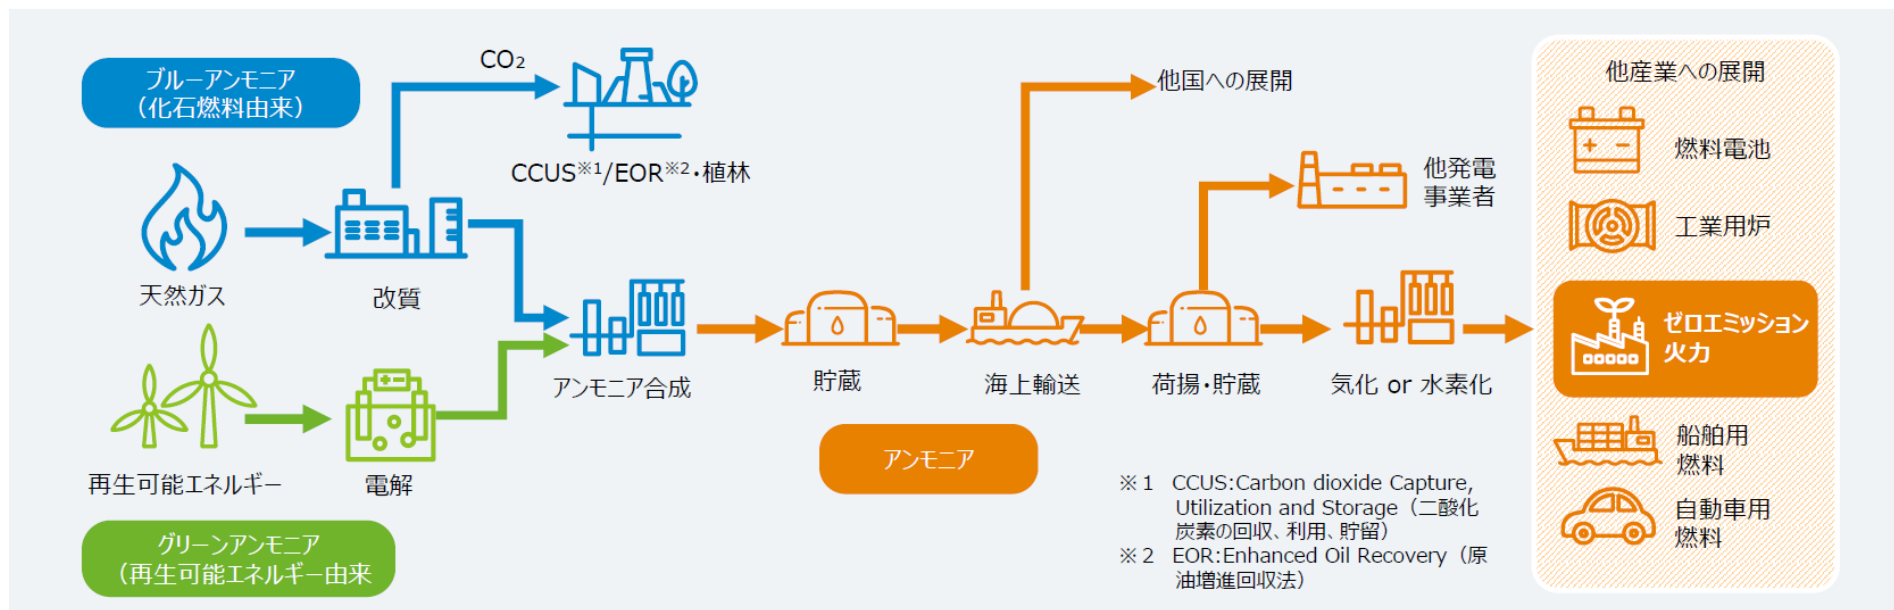 ブルーアンモニア
（化石燃料由来）
CO₂
CCUS※1/EOR※2・植林
天然ガス
改質
再生可能エネルギー
電解
グリーンアンモニア
（再生可能エネルギー由来
アンモニア合成
貯蔵
アンモニア
海上輸送
他国への展開
荷揚・貯蔵
他発電
事業者
気化 or 水素化
他産業への展開
燃料電池
工業用炉
ゼロエミッション
火力
船舶用
燃料
自動車用
燃料
※１ CCUS:Carbon dioxide Capture,
Utilization and Storage（二酸化
炭素の回収、利用、貯留）
※２ EOR:Enhanced Oil Recovery（原
油増進回収法）